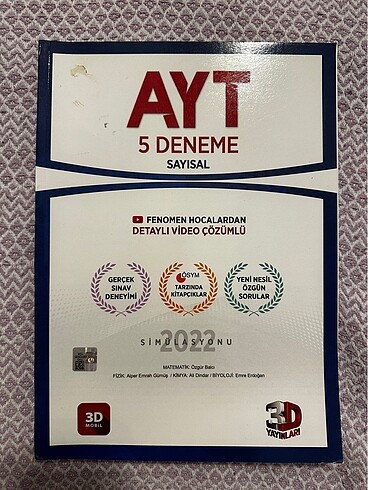 AYT
5 DENEME
SAYISAL
FENOMEN HOCALARDAN
DETAYLI VİDEO ÇÖZÜMLÜ
GERÇEK
SINAV
DENEYİMİ
ÖSYM
TARZINDA
KİTAPÇIKLAR
YENİ NESİL
ÖZGÜN
SORULAR
2022
SİMÜLASYONU
MATEMATİK: Özgür Balcı
FİZİK: Alper Emrah Gümüş / KİMYA: Ali Dindar / BİYOLOJİ: Emre Erdoğan
3D
MOBİL
3D
YAYINLARI